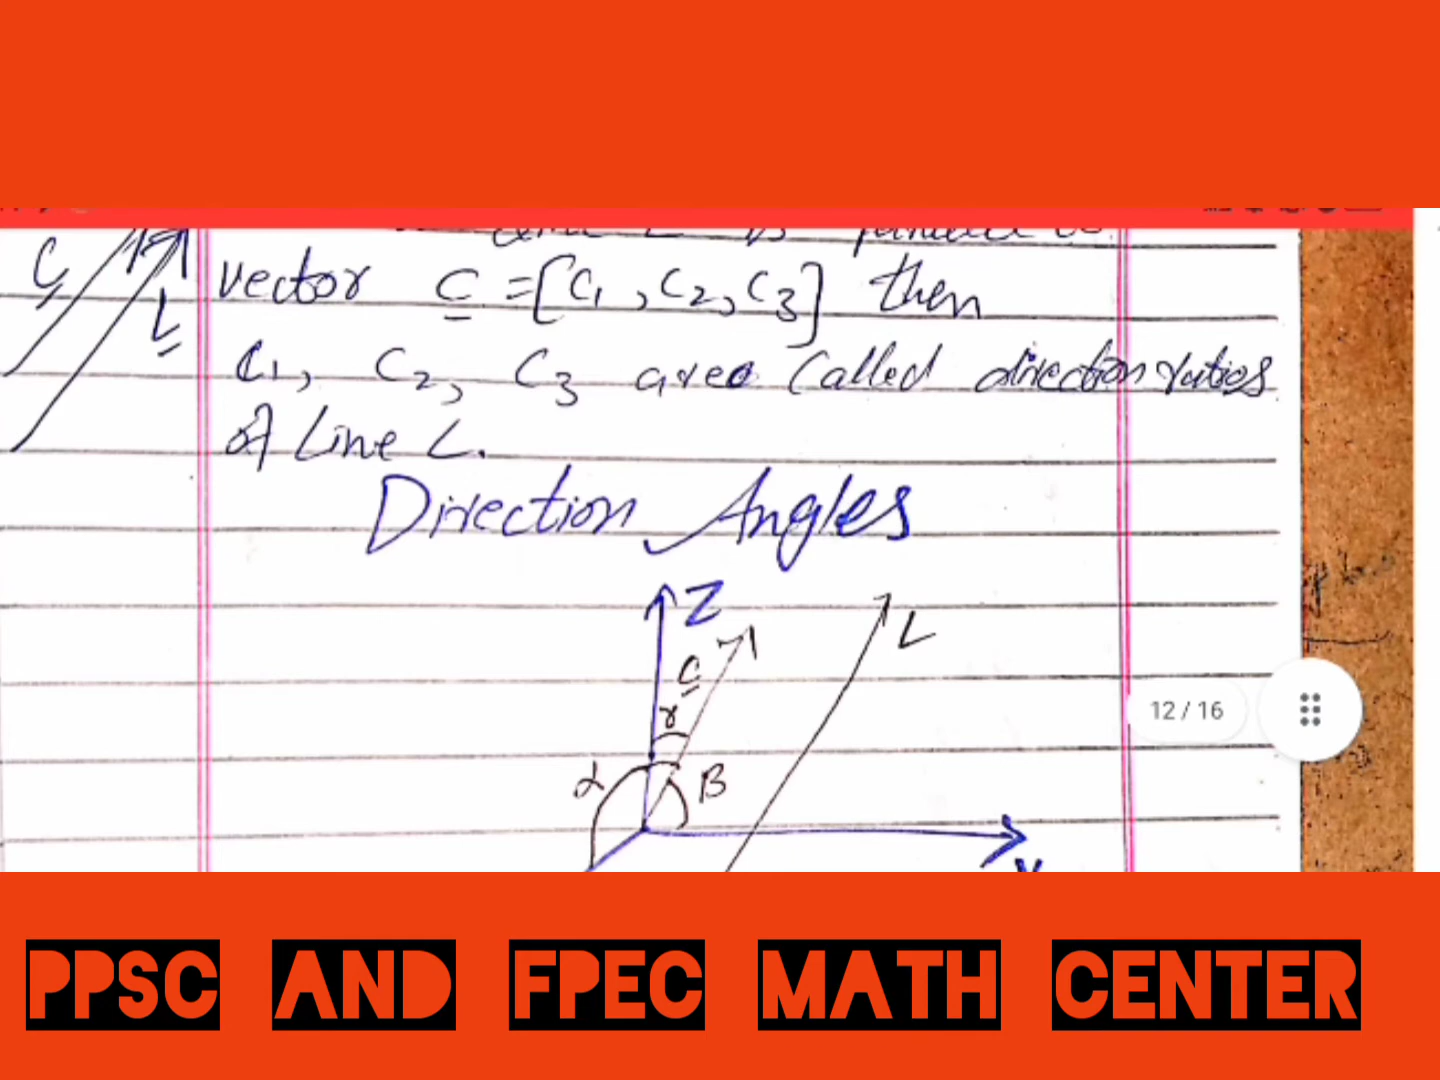 C
L
vector C = [C1, C2, C3] then
C1, C2, C3 area Called direction ratios
of Line L.
Direction Angles
Z
L
C
γ
α
B
12 / 16
PPSC AND FPEC MATH CENTER